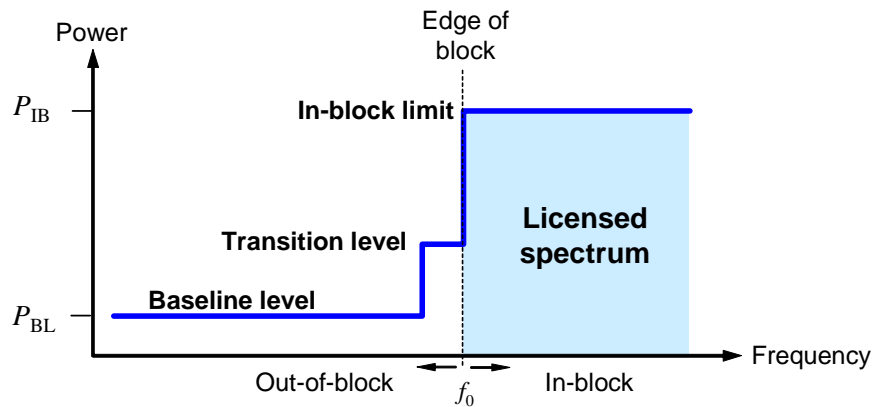 Edge of
block
Power
P_IB
In-block limit
Licensed
spectrum
Transition level
Baseline level
P_BL
Frequency
Out-of-block
f_0
In-block